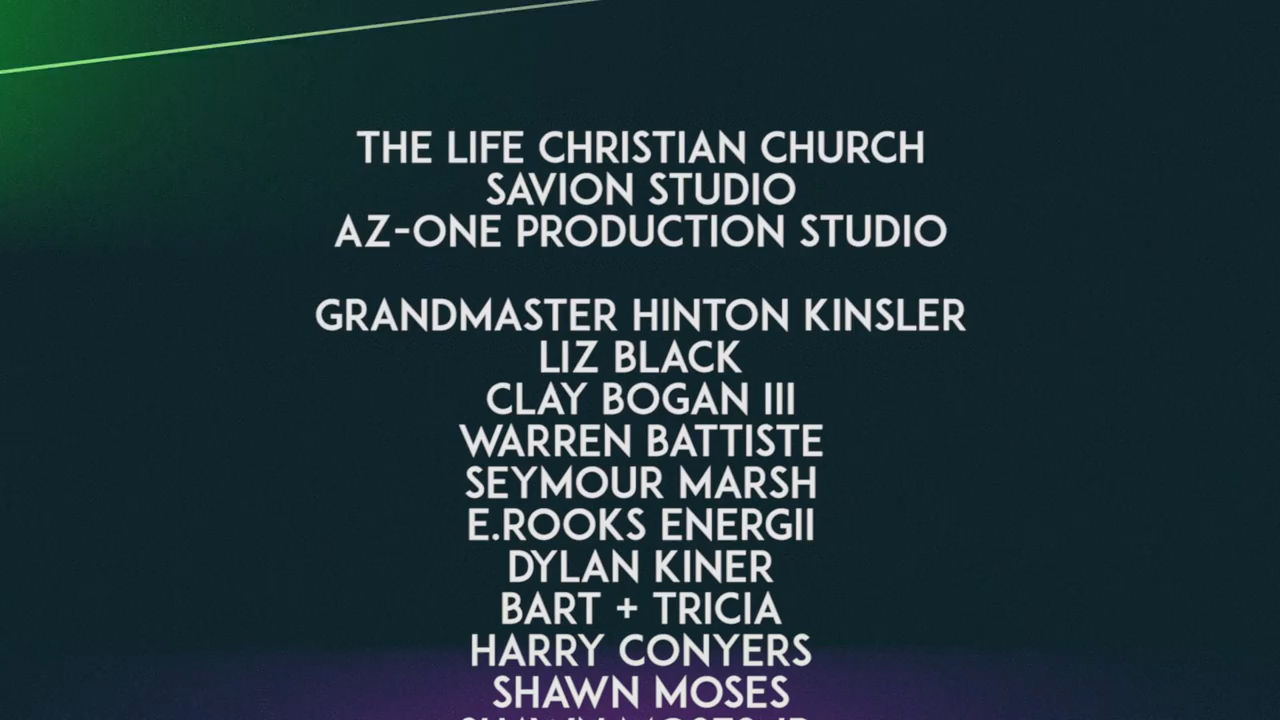 THE LIFE CHRISTIAN CHURCH
SAVION STUDIO
AZ-ONE PRODUCTION STUDIO
GRANDMASTER HINTON KINSLER
LIZ BLACK
CLAY BOGAN III
WARREN BATTISTE
SEYMOUR MARSH
E.ROOKS ENERGII
DYLAN KINER
BART + TRICIA
HARRY CONYERS
SHAWN MOSES